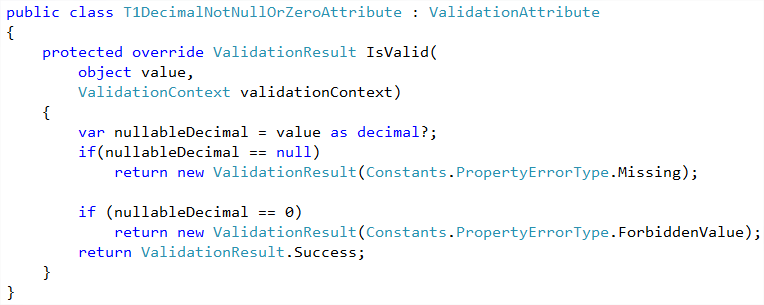 public class T1DecimalNotNullOrZeroAttribute : ValidationAttribute
{
    protected override ValidationResult IsValid(
        object value,
        ValidationContext validationContext)
    {
        var nullableDecimal = value as decimal?;
        if(nullableDecimal == null)
            return new ValidationResult(Constants.PropertyErrorType.Missing);

        if (nullableDecimal == 0)
            return new ValidationResult(Constants.PropertyErrorType.ForbiddenValue);
        return ValidationResult.Success;
    }
}